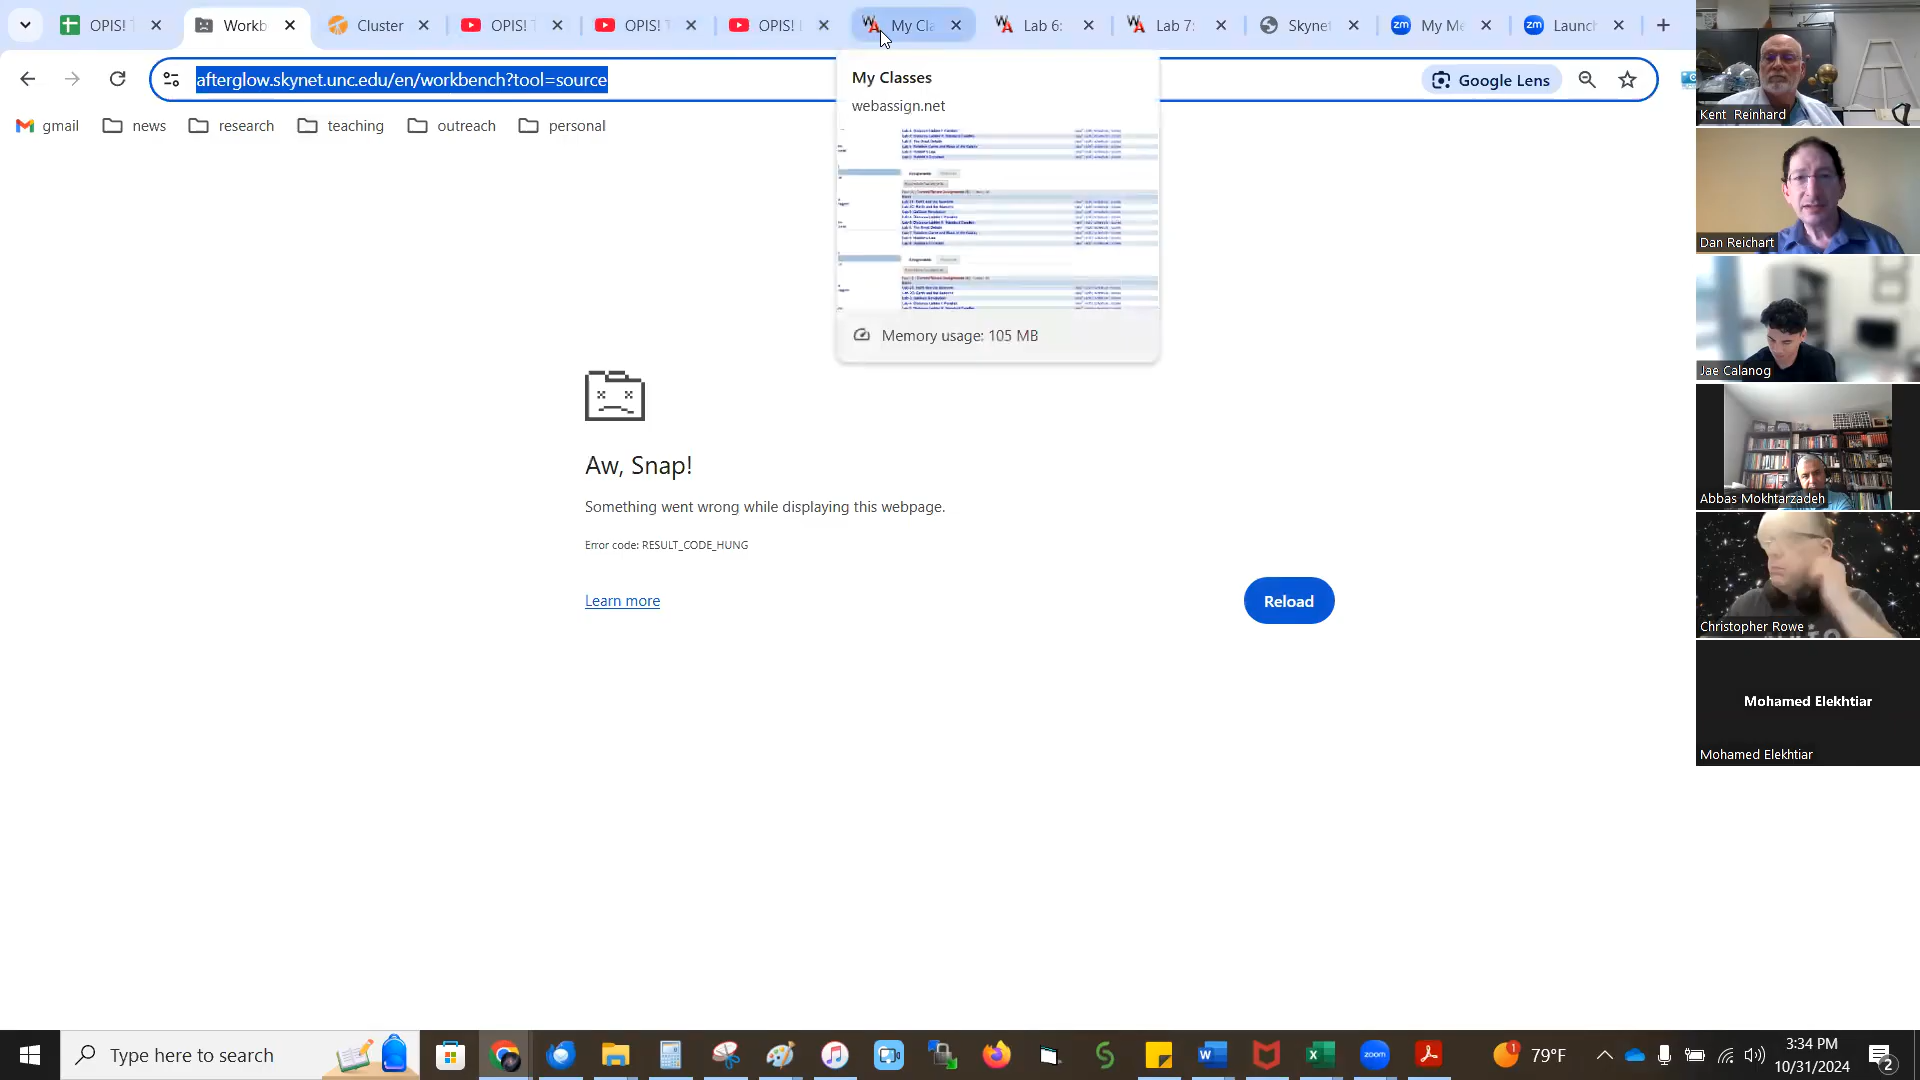 OPIS! T
Workb
Cluster
OPIS! T
OPIS! T
OPIS! L
My Cla
Lab 6:
Lab 7:
Skynet
My Me
Launch
afterglow.skynet.unc.edu/en/workbench?tool=source
Google Lens
gmail
news
research
teaching
outreach
personal
My Classes
webassign.net
Memory usage: 105 MB
Aw, Snap!
Something went wrong while displaying this webpage.
Error code: RESULT_CODE_HUNG
Learn more
Reload
Kent Reinhard
Dan Reichart
Jae Calanog
Abbas Mokhtarzadeh
Christopher Rowe
Mohamed Elekhtiar
Mohamed Elekhtiar
Type here to search
zoom
1
79°F
3:34 PM
10/31/2024
2